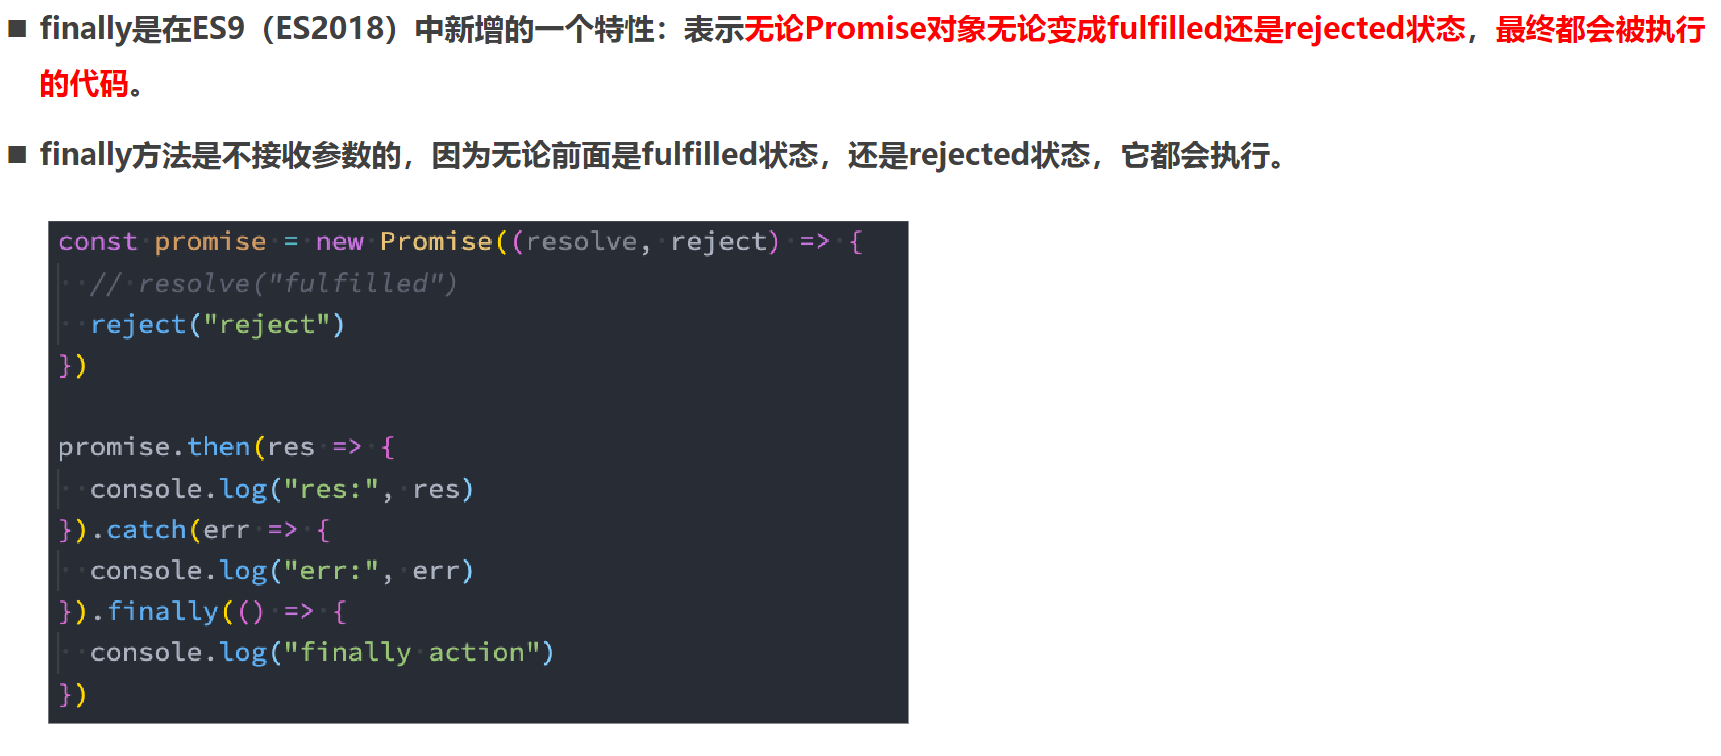 ■ finally是在ES9（ES2018）中新增的一个特性：表示无论Promise对象无论变成fulfilled还是rejected状态，最终都会被执行
的代码。
■ finally方法是不接收参数的，因为无论前面是fulfilled状态，还是rejected状态，它都会执行。
const promise = new Promise((resolve, reject) => {
  // resolve("fulfilled")
  reject("reject")
})

promise.then(res => {
  console.log("res:", res)
}).catch(err => {
  console.log("err:", err)
}).finally(() => {
  console.log("finally action")
})